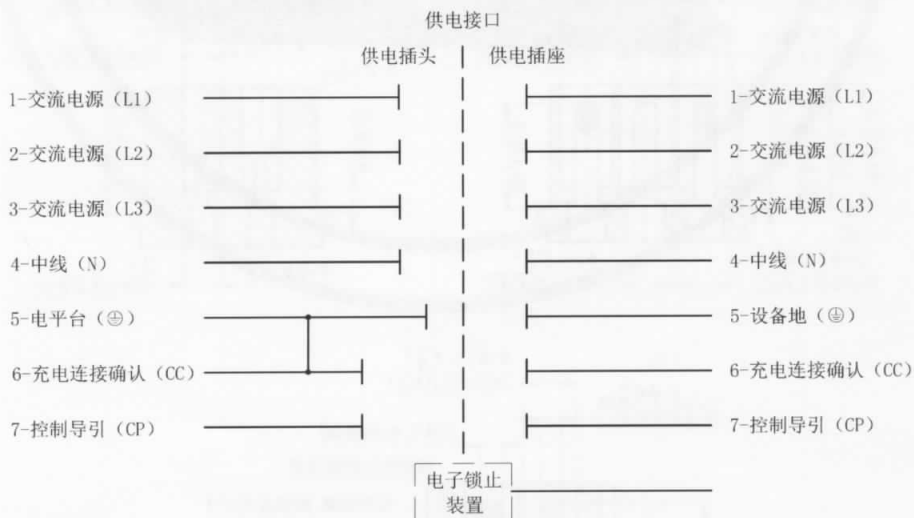 供电接口
供电插头 供电插座
1-交流电源（L1） 1-交流电源（L1）
2-交流电源（L2） 2-交流电源（L2）
3-交流电源（L3） 3-交流电源（L3）
4-中线（N） 4-中线（N）
5-电平台（⏚） 5-设备地（⏚）
6-充电连接确认（CC） 6-充电连接确认（CC）
7-控制导引（CP） 7-控制导引（CP）
电子锁止
装置